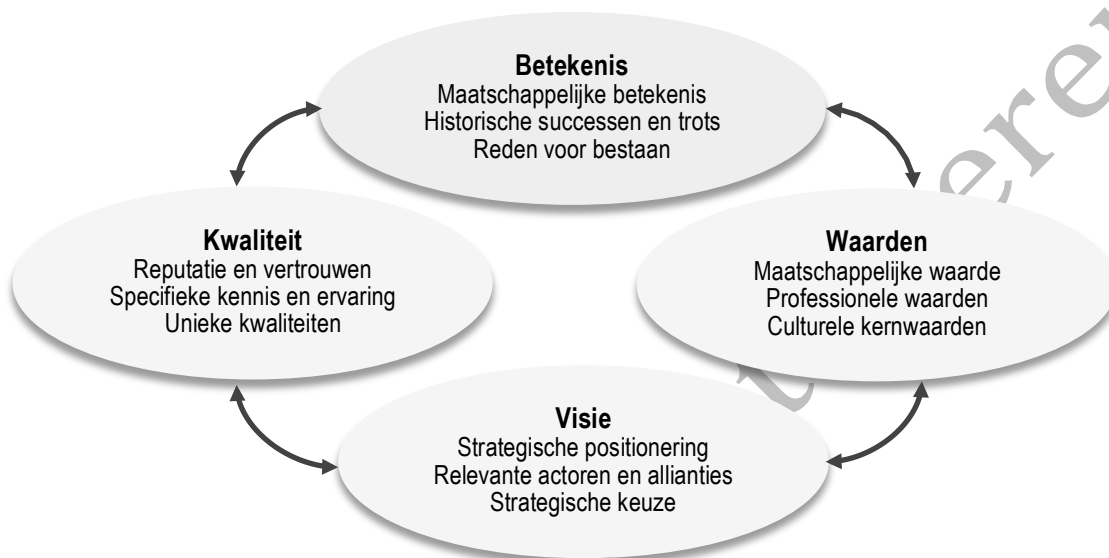 Betekenis
Maatschappelijke betekenis
Historische successen en trots
Reden voor bestaan
Kwaliteit
Reputatie en vertrouwen
Specifieke kennis en ervaring
Unieke kwaliteiten
Waarden
Maatschappelijke waarde
Professionele waarden
Culturele kernwaarden
Visie
Strategische positionering
Relevante actoren en allianties
Strategische keuze